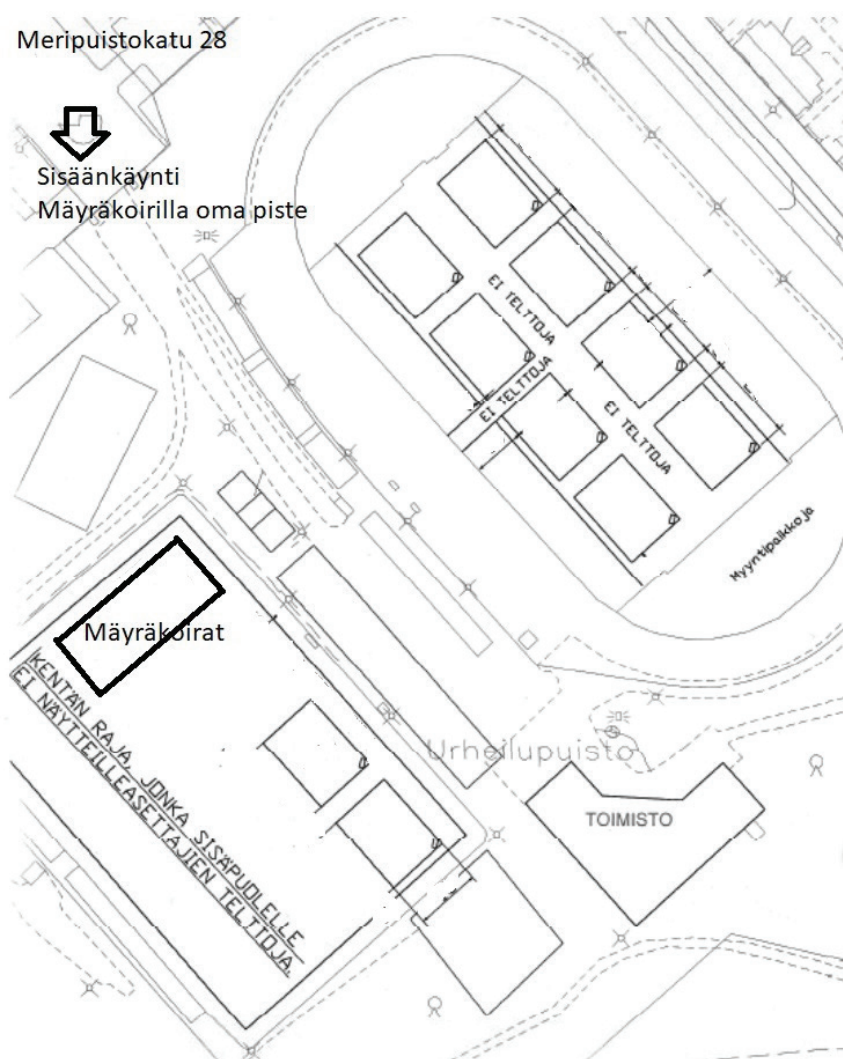 Meripuistokatu 28
Sisäänkäynti
Mäyräkoirilla oma piste
EI TELTTOJA
EI TELTTOJA
EI TELTTOJA
Myyntipaikkoja
Mäyräkoirat
KENTÄN RAJA, JONKA SISÄPUOLELLE
EI NÄYTTEILLEASETTAJIEN TELTTOJA.
Urheilupuisto
TOIMISTO